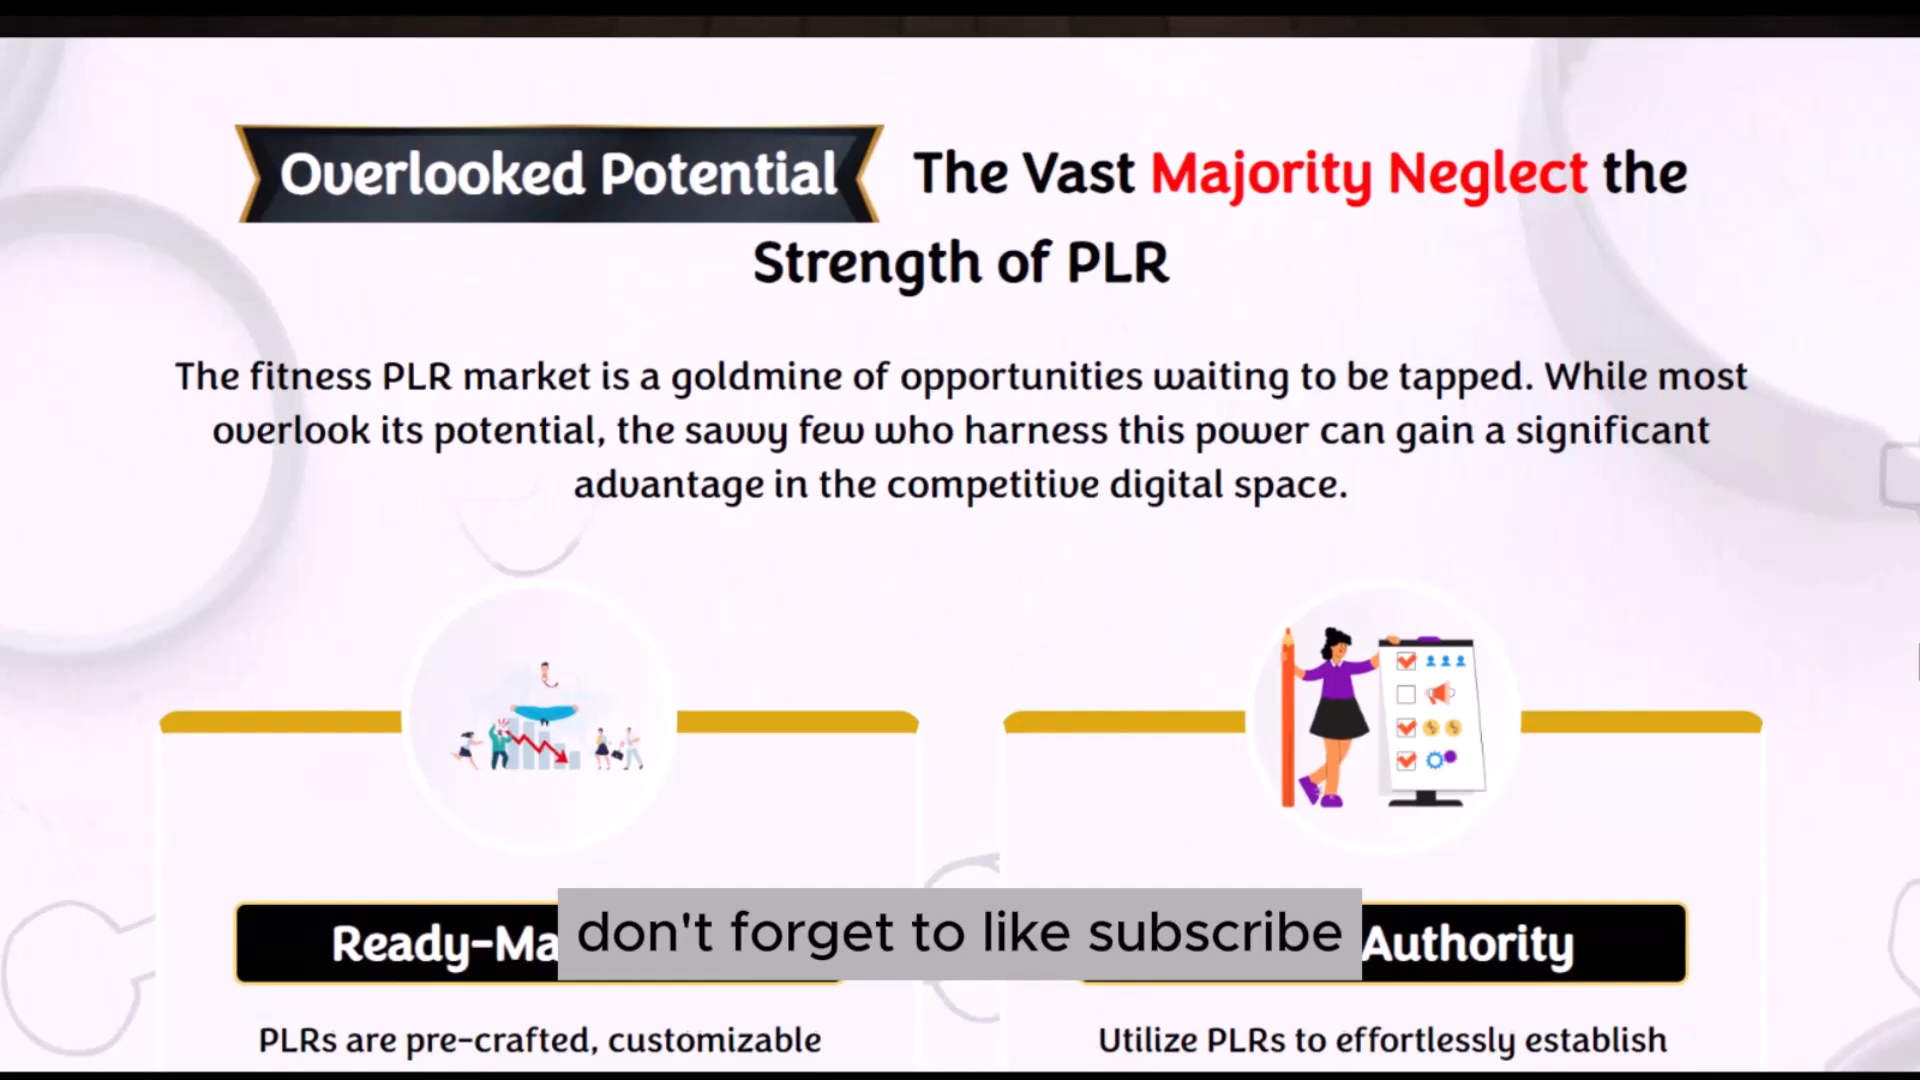 Overlooked Potential The Vast Majority Neglect the
Strength of PLR
The fitness PLR market is a goldmine of opportunities waiting to be tapped. While most
overlook its potential, the savvy few who harness this power can gain a significant
advantage in the competitive digital space.
Ready-Ma
don't forget to like subscribe
Authority
PLRs are pre-crafted, customizable
Utilize PLRs to effortlessly establish